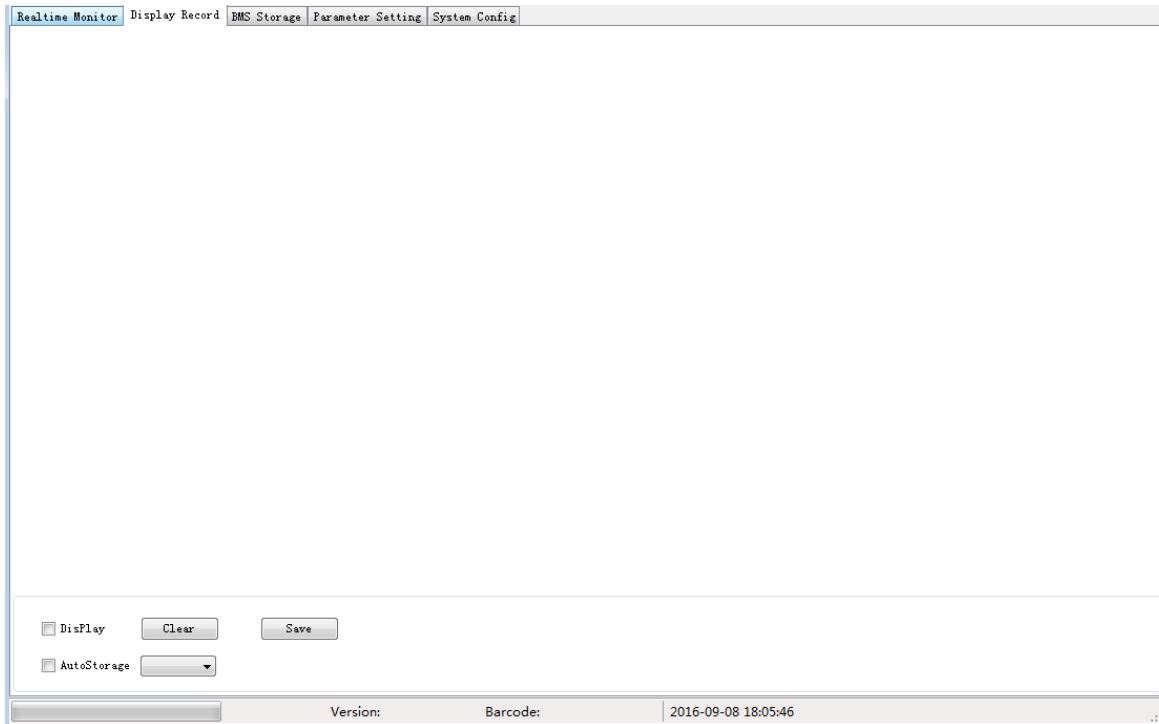 Realtime Monitor Display Record BMS Storage Parameter Setting System Config
DisPlay Clear Save
AutoStorage
Version: Barcode: 2016-09-08 18:05:46